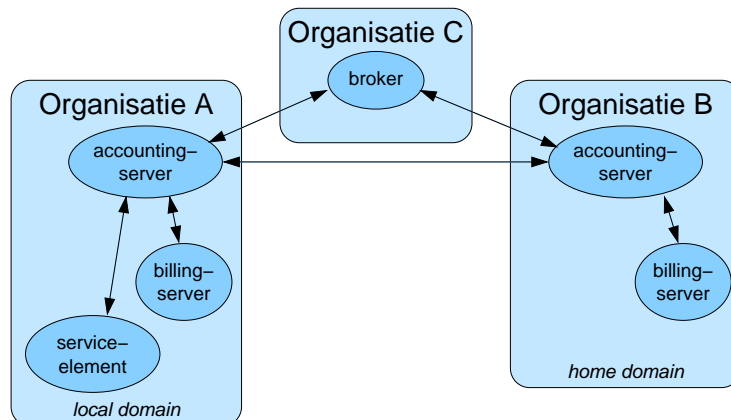 Organisatie C
broker
Organisatie A
accounting–
server
billing–
server
service–
element
local domain
Organisatie B
accounting–
server
billing–
server
home domain